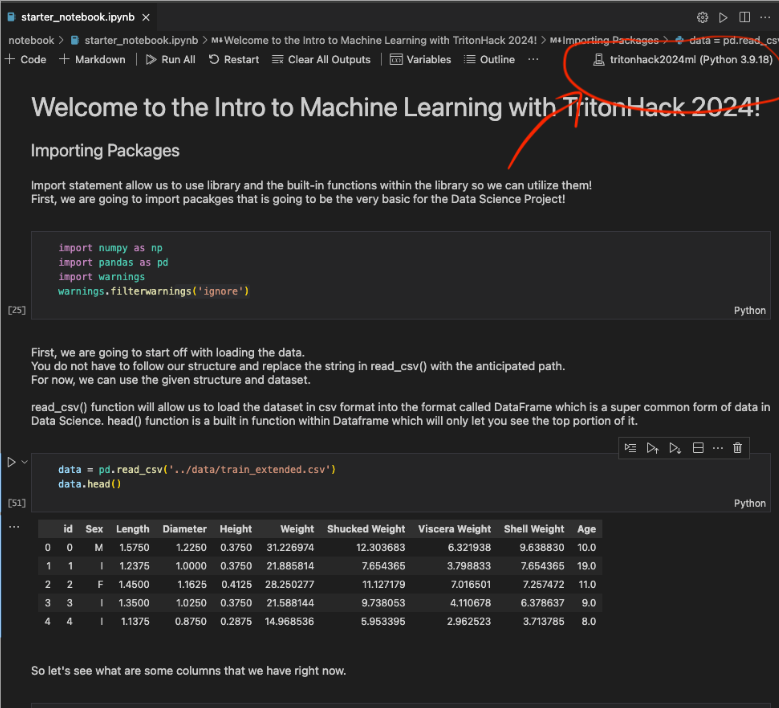 starter_notebook.ipynb ×
notebook > starter_notebook.ipynb > M↓Welcome to the Intro to Machine Learning with TritonHack 2024! > M↓Importing Packages > data = pd.read_csv
+ Code + Markdown Run All Restart Clear All Outputs Variables Outline ··· tritonhack2024ml (Python 3.9.18)
Welcome to the Intro to Machine Learning with TritonHack 2024!
Importing Packages
Import statement allow us to use library and the built-in functions within the library so we can utilize them!
First, we are going to import pacakges that is going to be the very basic for the Data Science Project!
import numpy as np
import pandas as pd
import warnings
warnings.filterwarnings('ignore')
[25]
Python
First, we are going to start off with loading the data.
You do not have to follow our structure and replace the string in read_csv() with the anticipated path.
For now, we can use the given structure and dataset.
read_csv() function will allow us to load the dataset in csv format into the format called DataFrame which is a super common form of data in
Data Science. head() function is a built in function within Dataframe which will only let you see the top portion of it.
data = pd.read_csv('../data/train_extended.csv')
data.head()
[51]
Python
id Sex Length Diameter Height Weight Shucked Weight Viscera Weight Shell Weight Age
0 0 M 1.5750 1.2250 0.3750 31.226974 12.303683 6.321938 9.638830 10.0
1 1 I 1.2375 1.0000 0.3750 21.885814 7.654365 3.798833 7.654365 19.0
2 2 F 1.4500 1.1625 0.4125 28.250277 11.127179 7.016501 7.257472 11.0
3 3 I 1.3500 1.0250 0.3750 21.588144 9.738053 4.110678 6.378637 9.0
4 4 I 1.1375 0.8750 0.2875 14.968536 5.953395 2.962523 3.713785 8.0
So let's see what are some columns that we have right now.